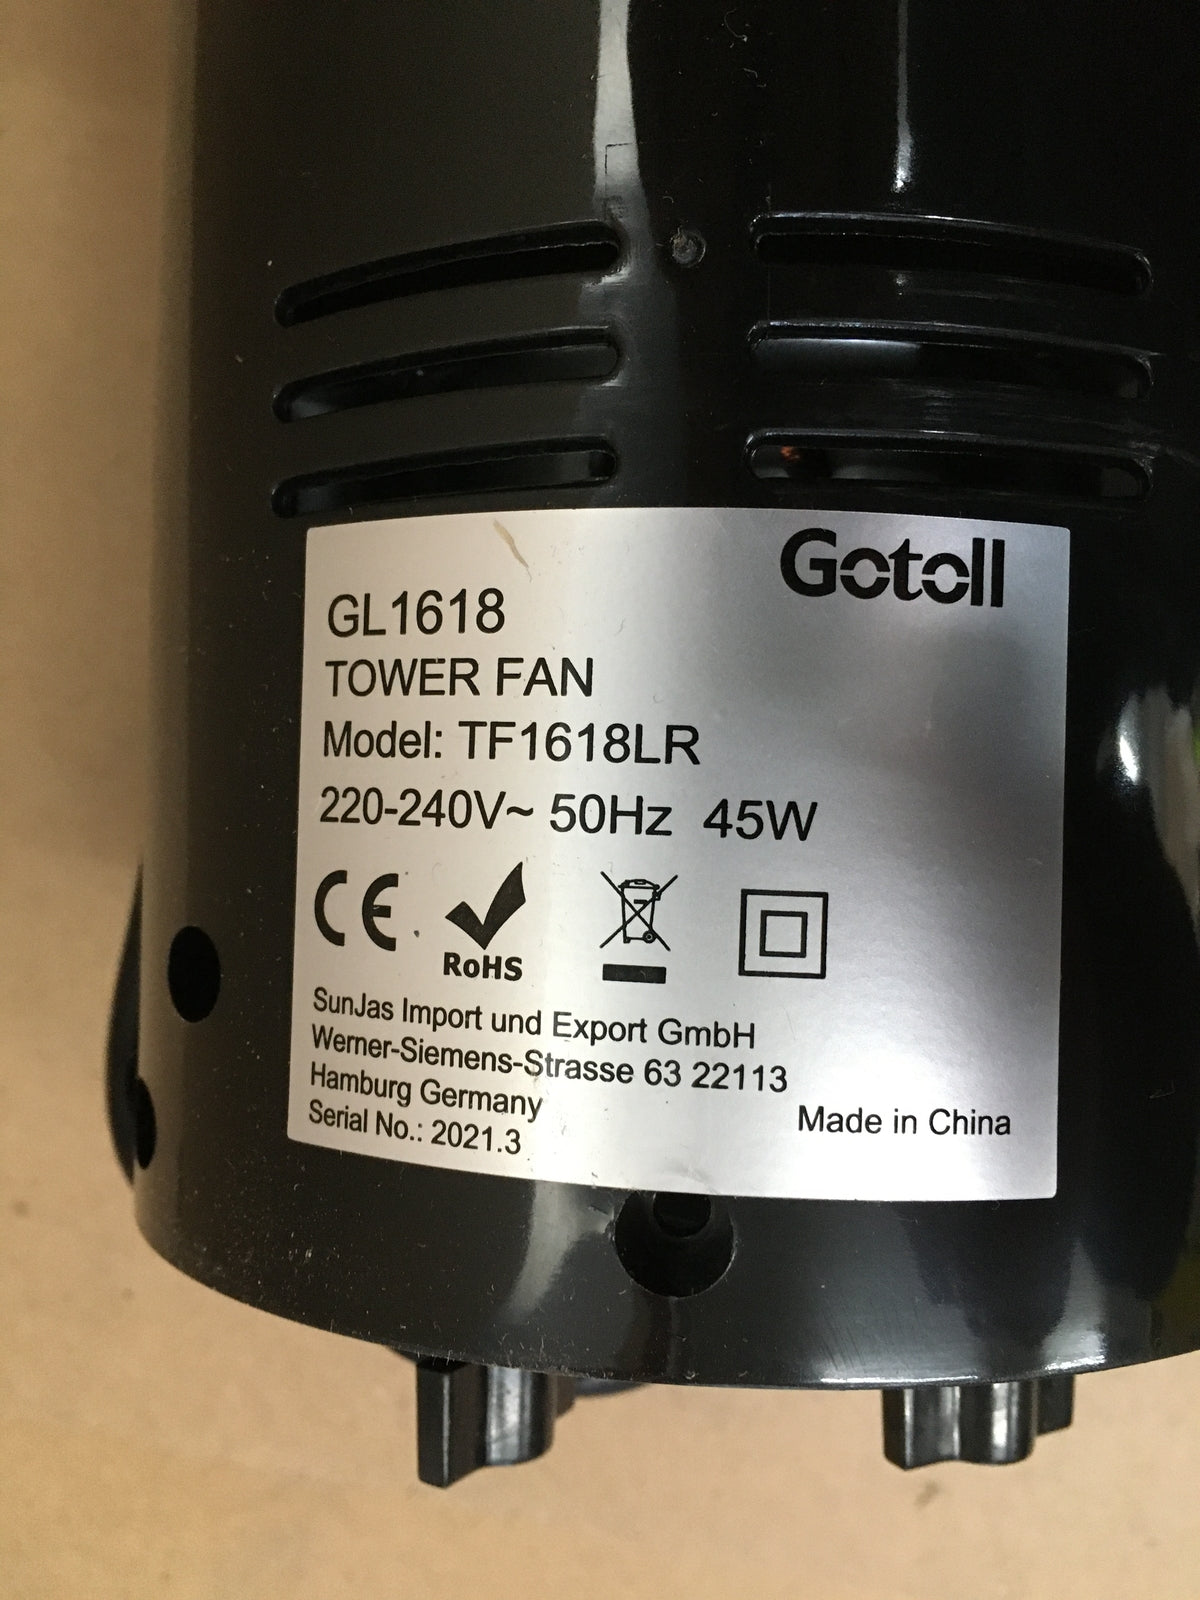 Gotoll
GL1618
TOWER FAN
Model: TF1618LR
220-240V~ 50Hz 45W
CE RoHS
SunJas Import und Export GmbH
Werner-Siemens-Strasse 63 22113
Hamburg Germany
Serial No.: 2021.3
Made in China